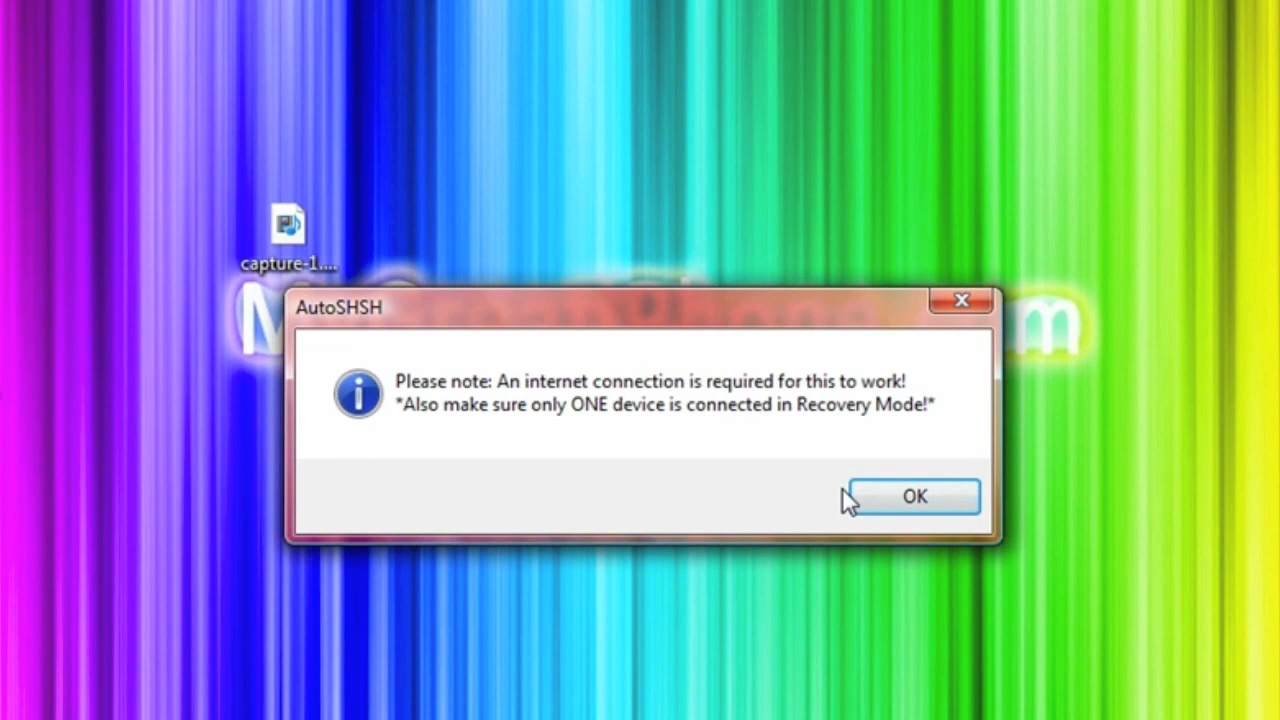 capture-1....
AutoSHSH
Please note: An internet connection is required for this to work!
*Also make sure only ONE device is connected in Recovery Mode!*
OK